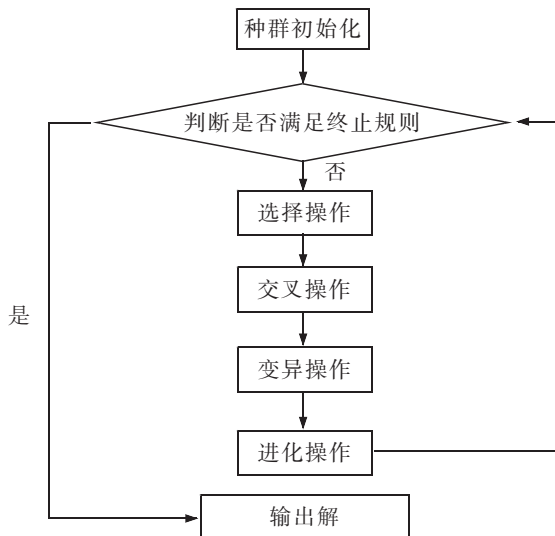 种群初始化
判断是否满足终止规则
否
选择操作
交叉操作
是
变异操作
进化操作
输出解